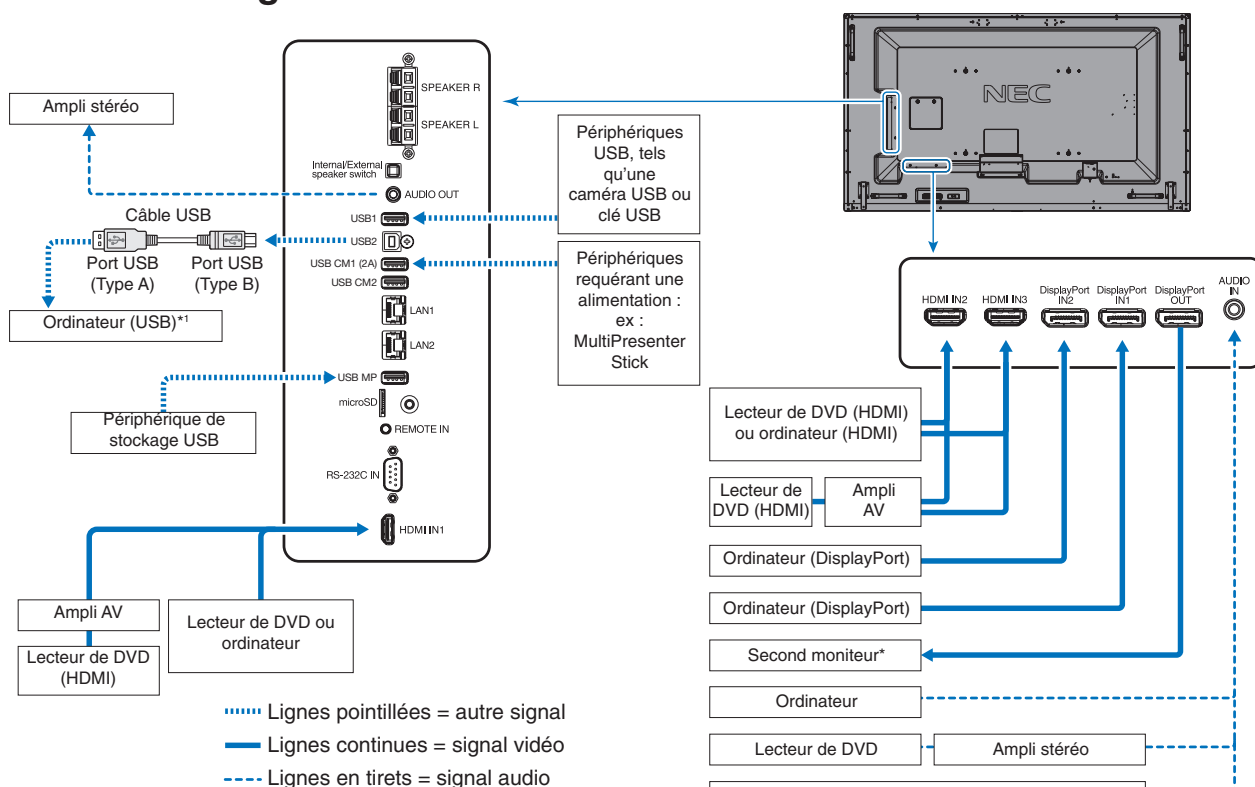 g
SPEAKER R
SPEAKER L
Internal/External
speaker switch
AUDIO OUT
USB1
USB2
USB CM1 (2A)
USB CM2
LAN1
LAN2
USB MP
microSD
REMOTE IN
RS-232C IN
HDMI IN1
Ampli stéréo
Câble USB
Port USB
(Type A)
Port USB
(Type B)
Ordinateur (USB)*1
Périphérique de
stockage USB
Ampli AV
Lecteur de DVD
(HDMI)
Lecteur de DVD ou
ordinateur
Périphériques
USB, tels
qu'une
caméra USB ou
clé USB
Périphériques
requérant une
alimentation :
ex :
MultiPresenter
Stick
NEC
HDMI IN2
HDMI IN3
DisplayPort
IN2
DisplayPort
IN1
DisplayPort
OUT
AUDIO
IN
Lecteur de DVD (HDMI)
ou ordinateur (HDMI)
Lecteur de
DVD (HDMI)
Ampli
AV
Ordinateur (DisplayPort)
Ordinateur (DisplayPort)
Second moniteur*
Ordinateur
Lecteur de DVD
Ampli stéréo
Lignes pointillées = autre signal
Lignes continues = signal vidéo
Lignes en tirets = signal audio